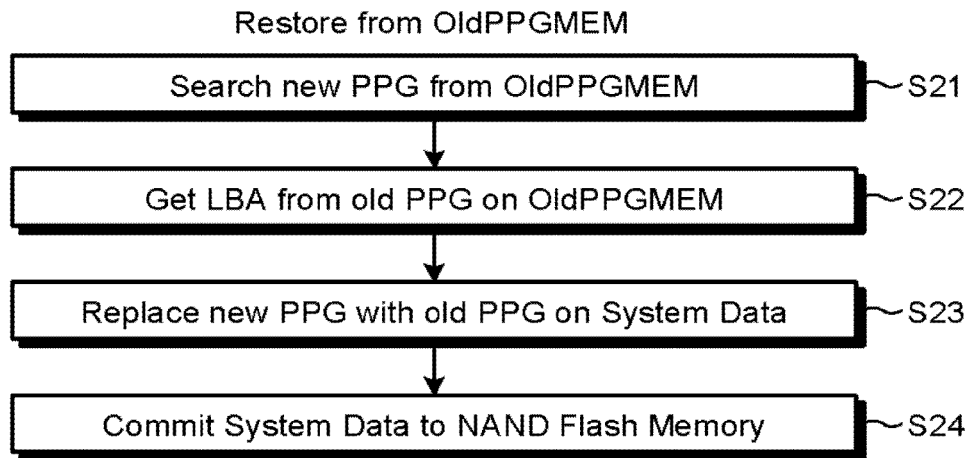 Restore from OldPPGMEM
Search new PPG from OldPPGMEM S21
Get LBA from old PPG on OldPPGMEM S22
Replace new PPG with old PPG on System Data S23
Commit System Data to NAND Flash Memory S24